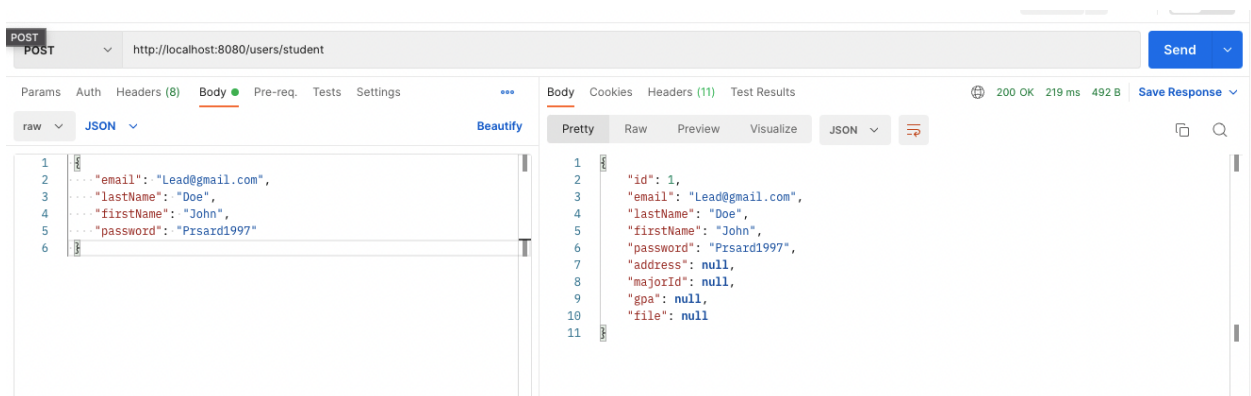 POST
POST http://localhost:8080/users/student Send
Params Auth Headers (8) Body Pre-req. Tests Settings
raw JSON Beautify
1 {
2 "email": "Lead@gmail.com",
3 "lastName": "Doe",
4 "firstName": "John",
5 "password": "Prsard1997"
6 }
Body Cookies Headers (11) Test Results 200 OK 219 ms 492 B Save Response
Pretty Raw Preview Visualize JSON
1 {
2 "id": 1,
3 "email": "Lead@gmail.com",
4 "lastName": "Doe",
5 "firstName": "John",
6 "password": "Prsard1997",
7 "address": null,
8 "majorId": null,
9 "gpa": null,
10 "file": null
11 }